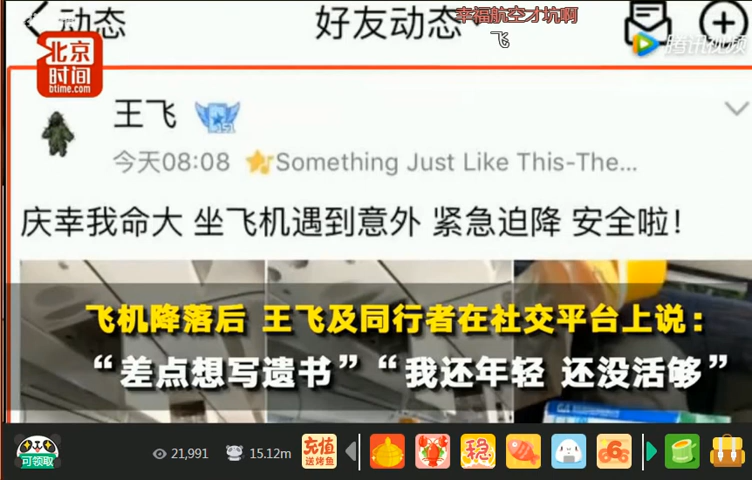 动态
好友动态
幸福航空才坑啊
飞
腾讯视频
北京
时间
btime.com
王飞
今天08:08 Something Just Like This-The...
庆幸我命大 坐飞机遇到意外 紧急迫降 安全啦!
飞机降落后 王飞及同行者在社交平台上说:
“差点想写遗书”“我还年轻 还没活够”
可领取
21,991
15.12m
充值
送烤鱼
稳
6